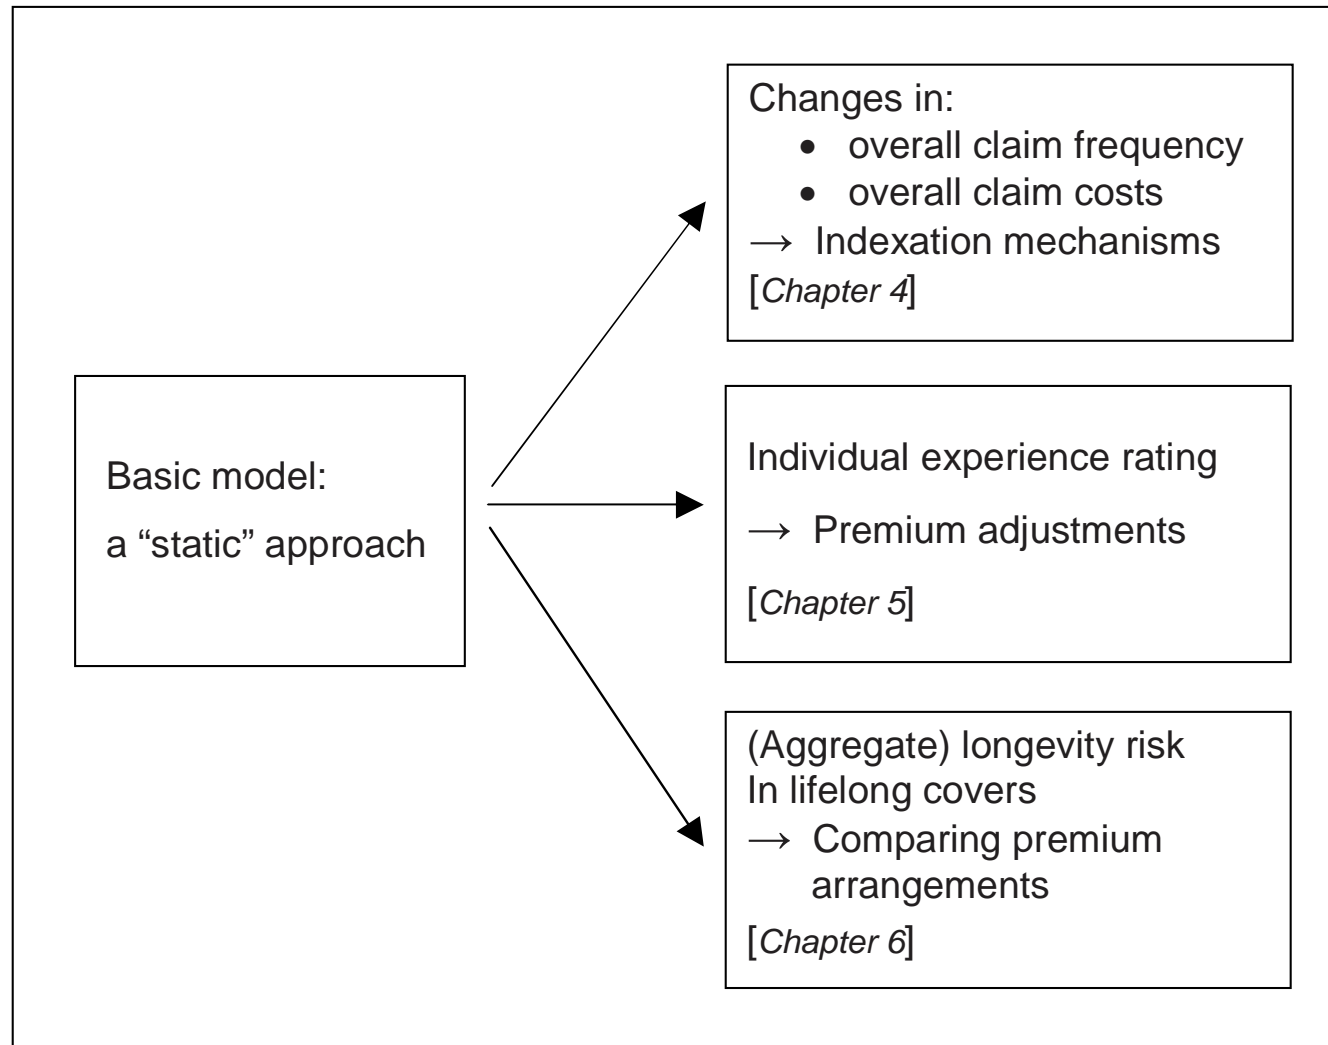 Basic model:
a “static” approach
Changes in:
• overall claim frequency
• overall claim costs
→ Indexation mechanisms
[Chapter 4]
Individual experience rating
→ Premium adjustments
[Chapter 5]
(Aggregate) longevity risk
In lifelong covers
→ Comparing premium
arrangements
[Chapter 6]